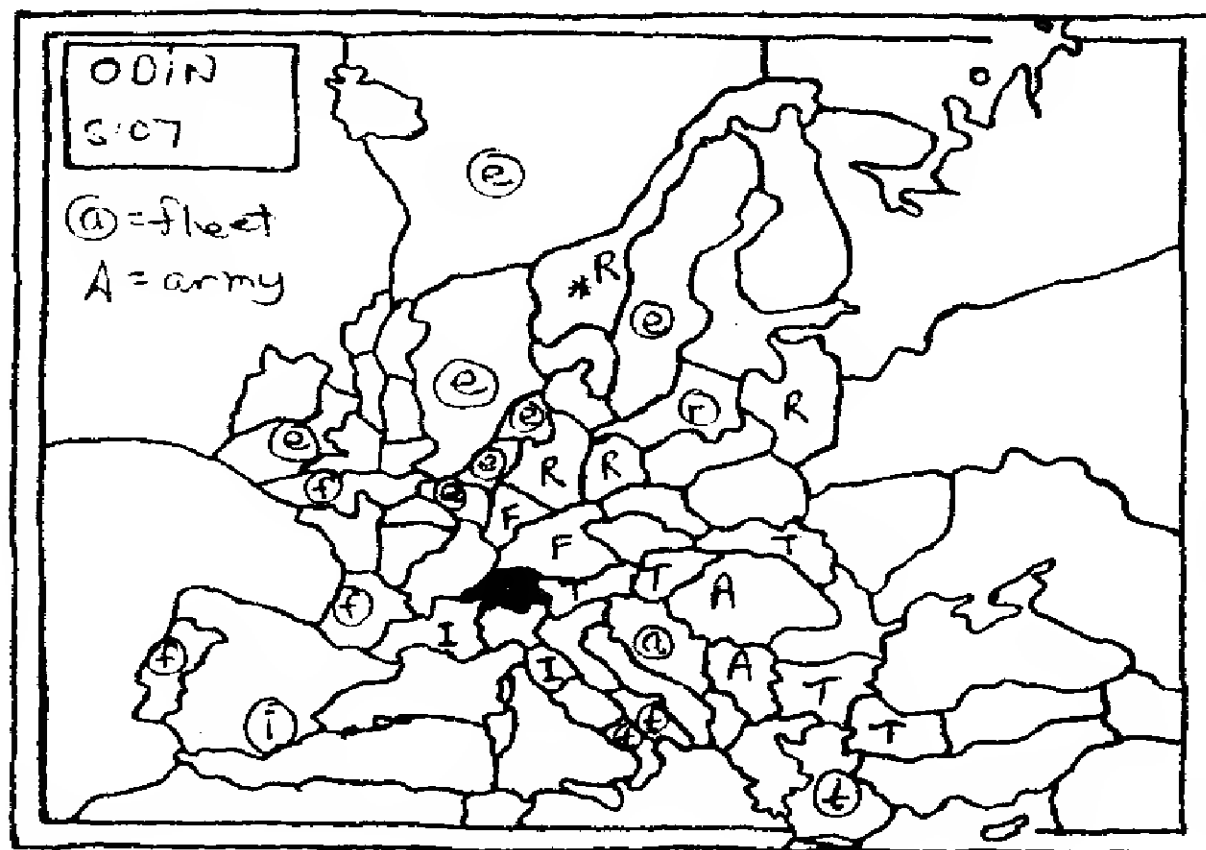 ODiN
S'07
ⓐ = fleet
A = army
ⓔ
*R
ⓔ
ⓔ
ⓔ
ⓡ
R
ⓔ
ⓔ
R
R
ⓕ
ⓔ
F
F
T
T
T
A
ⓕ
I
ⓐ
ⓕ
I
A
T
ⓘ
ⓐ
ⓣ
T
ⓣ